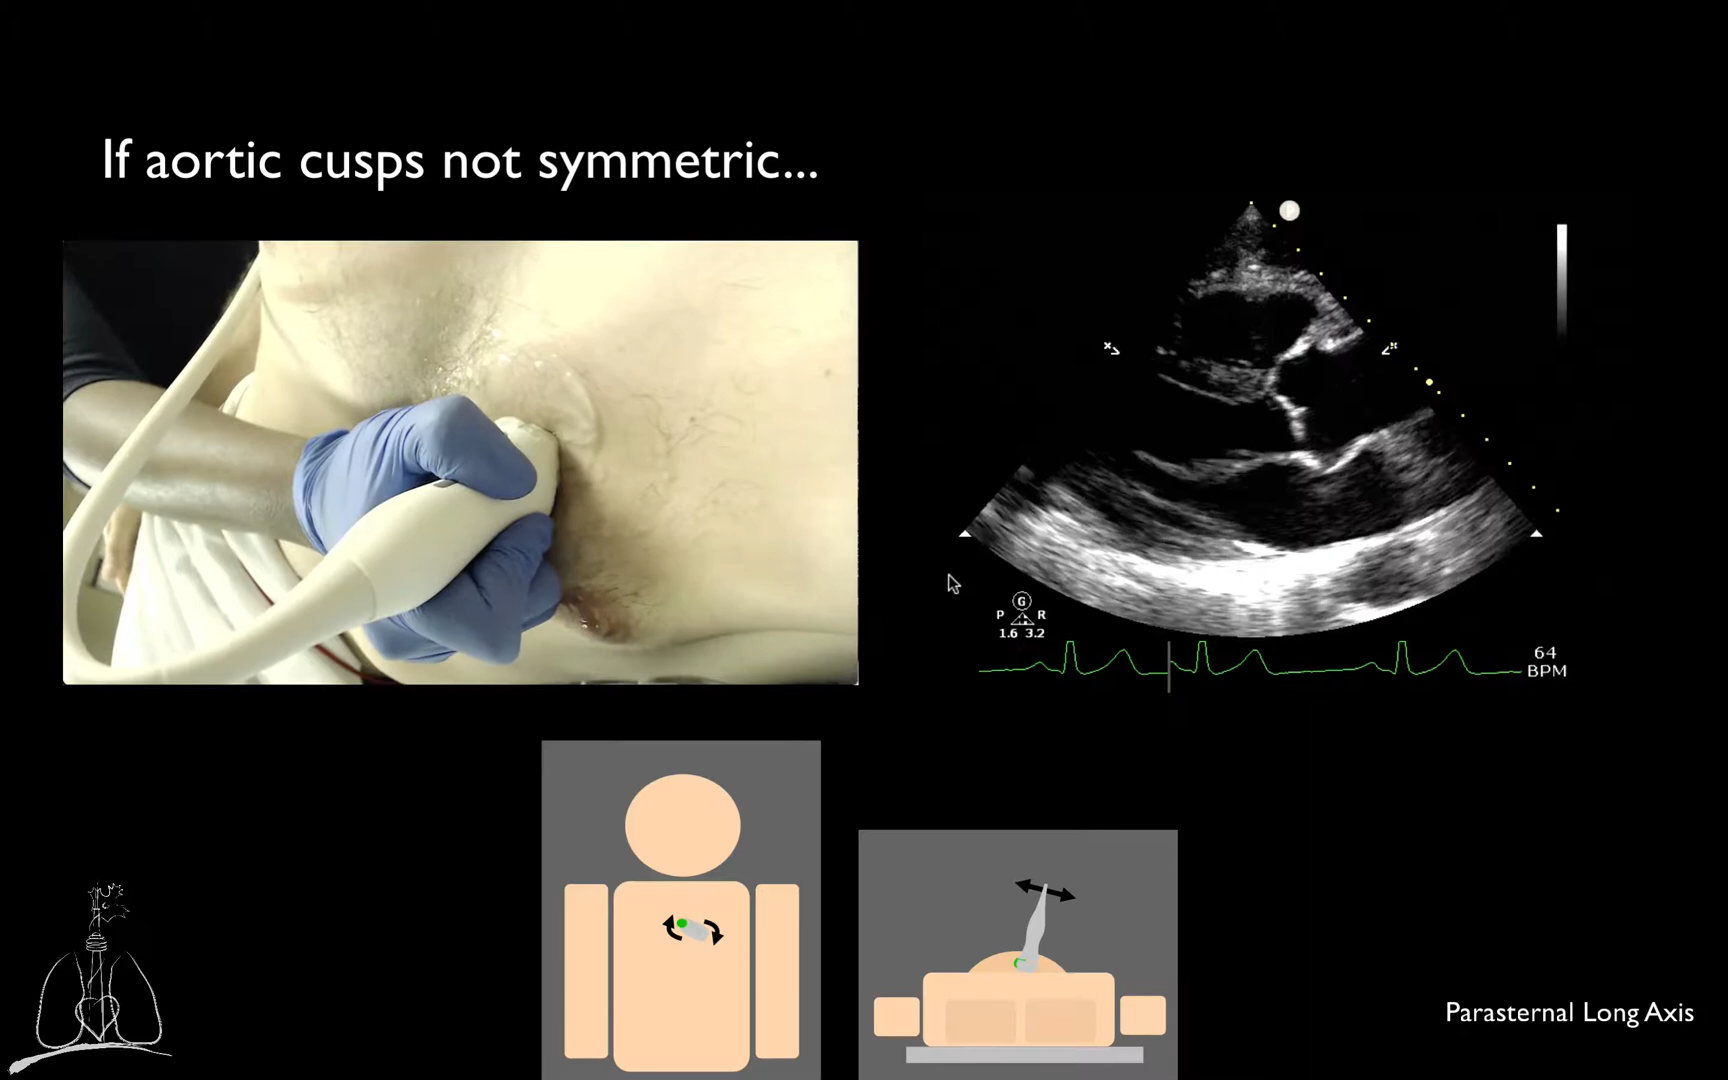 If aortic cusps not symmetric...
G
P R
1.6 3.2
64
BPM
Parasternal Long Axis